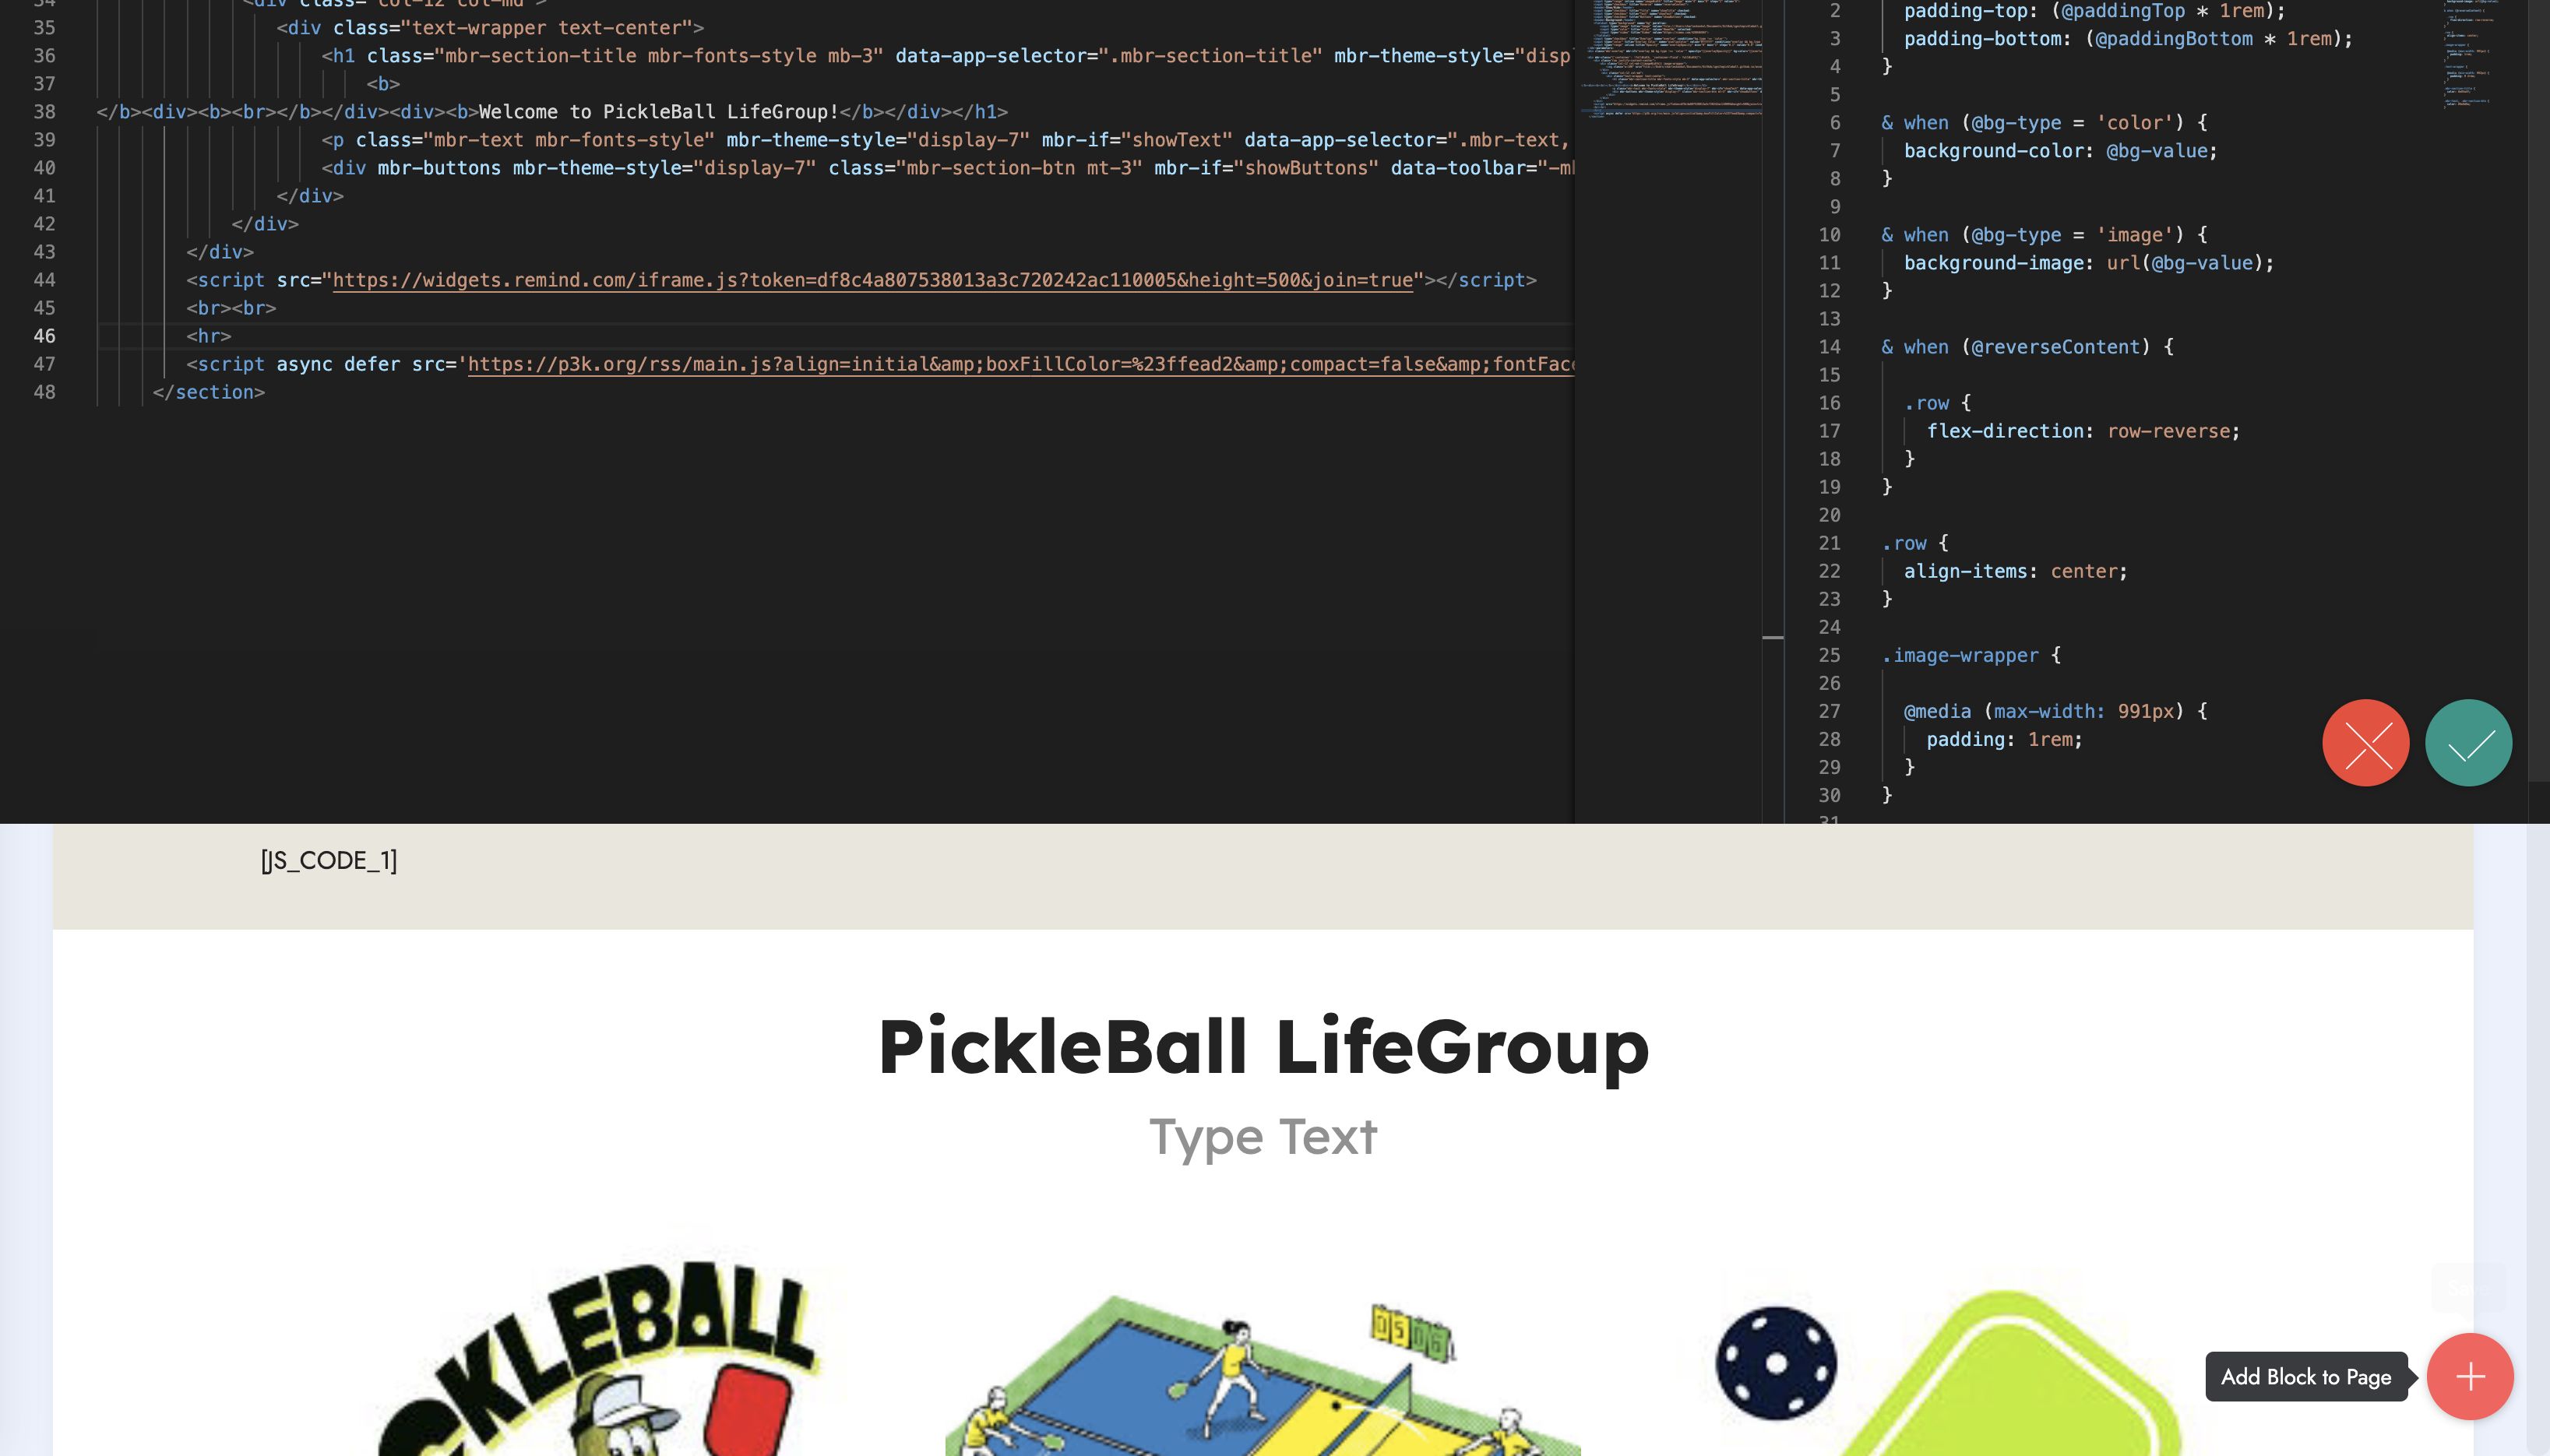 34 <div class="col-12 col-md">
35 <div class="text-wrapper text-center">
36 <h1 class="mbr-section-title mbr-fonts-style mb-3" data-app-selector=".mbr-section-title" mbr-theme-style="disp
37 <b>
38 </b><div><b><br></b></div><div><b>Welcome to PickleBall LifeGroup!</b></div></h1>
39 <p class="mbr-text mbr-fonts-style" mbr-theme-style="display-7" mbr-if="showText" data-app-selector=".mbr-text,
40 <div mbr-buttons mbr-theme-style="display-7" class="mbr-section-btn mt-3" mbr-if="showButtons" data-toolbar="-mb
41 </div>
42 </div>
43 </div>
44 <script src="https://widgets.remind.com/iframe.js?token=df8c4a807538013a3c720242ac110005&height=500&join=true"></script>
45 <br><br>
46 <hr>
47 <script async defer src='https://p3k.org/rss/main.js?align=initial&amp;boxFillColor=%23ffead2&amp;compact=false&amp;fontFace
48 </section>
2 padding-top: (@paddingTop * 1rem);
3 padding-bottom: (@paddingBottom * 1rem);
4 }
5
6 & when (@bg-type = 'color') {
7 background-color: @bg-value;
8 }
9
10 & when (@bg-type = 'image') {
11 background-image: url(@bg-value);
12 }
13
14 & when (@reverseContent) {
15
16 .row {
17 flex-direction: row-reverse;
18 }
19 }
20
21 .row {
22 align-items: center;
23 }
24
25 .image-wrapper {
26
27 @media (max-width: 991px) {
28 padding: 1rem;
29 }
30 }
31
[JS_CODE_1]
PickleBall LifeGroup
Type Text
CKLEBALL
0506
Add Block to Page